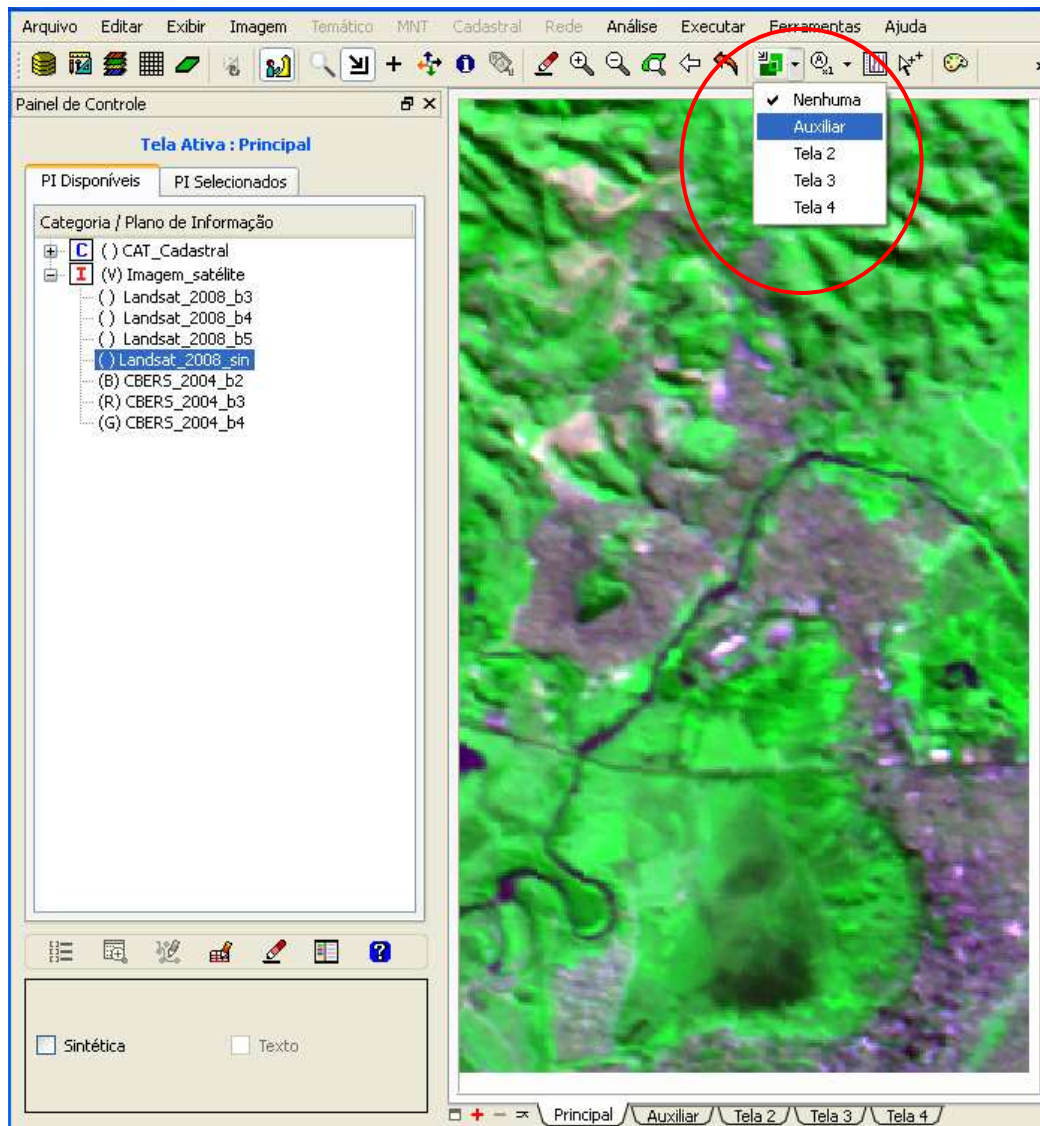 Arquivo Editar Exibir Imagem Temático MNT Cadastral Rede Análise Executar Ferramentas Ajuda
Painel de Controle
Tela Ativa : Principal
PI Disponíveis PI Selecionados
Categoria / Plano de Informação
C ( ) CAT_Cadastral
I (V) Imagem_satélite
( ) Landsat_2008_b3
( ) Landsat_2008_b4
( ) Landsat_2008_b5
( ) Landsat_2008_sin
(B) CBERS_2004_b2
(R) CBERS_2004_b3
(G) CBERS_2004_b4
Sintética Texto
Nenhuma
Auxiliar
Tela 2
Tela 3
Tela 4
Principal Auxiliar Tela 2 Tela 3 Tela 4